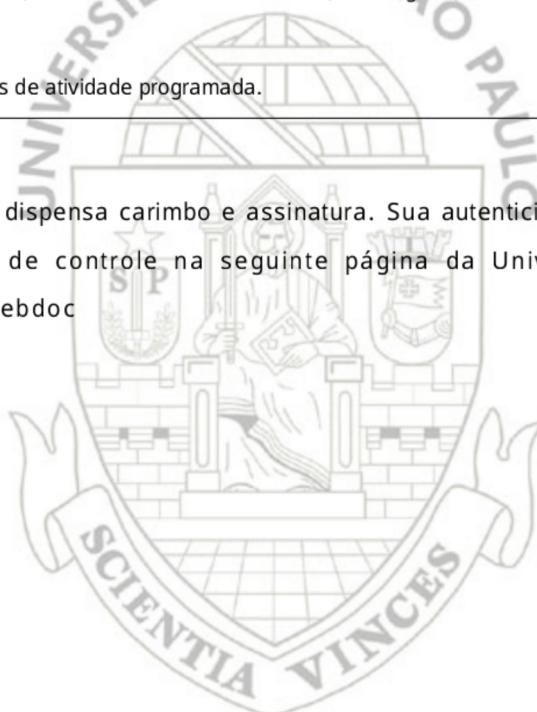 s de atividade programada.
dispensa carimbo e assinatura. Sua autentici
de controle na seguinte página da Univ
ebdoc
S P
SCIENTIA VINCES